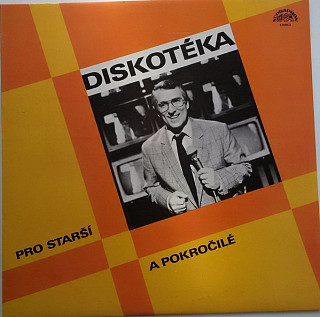 DISKOTÉKA
PRO STARŠÍ
A POKROČILÉ